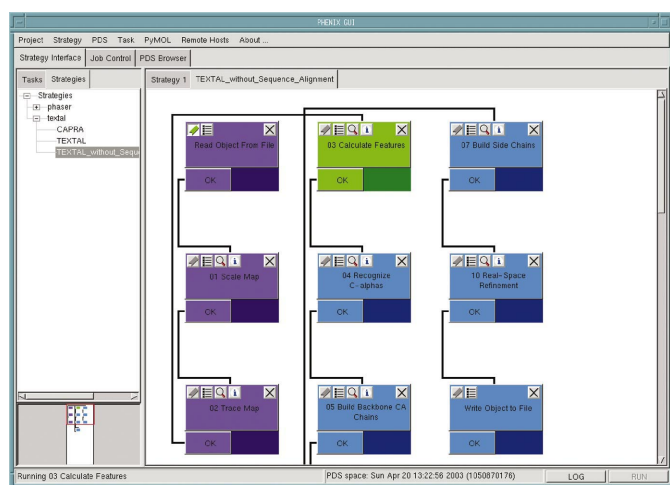 PHENIX GUI
Project Strategy PDS Task PyMOL Remote Hosts About ...
Strategy Interface Job Control PDS Browser
Tasks Strategies
Strategy 1 TEXTAL_without_Sequence_Alignment
Strategies
phaser
textal
CAPRA
TEXTAL
TEXTAL_without_Sequ
Read Object From File
OK
03 Calculate Features
OK
07 Build Side Chains
OK
01 Scale Map
OK
04 Recognize
C-alphas
OK
10 Real-Space
Refinement
OK
02 Trace Map
OK
05 Build Backbone CA
Chains
OK
Write Object to File
OK
Running 03 Calculate Features
PDS space: Sun Apr 20 13:22:56 2003 (1050870176)
LOG
RUN